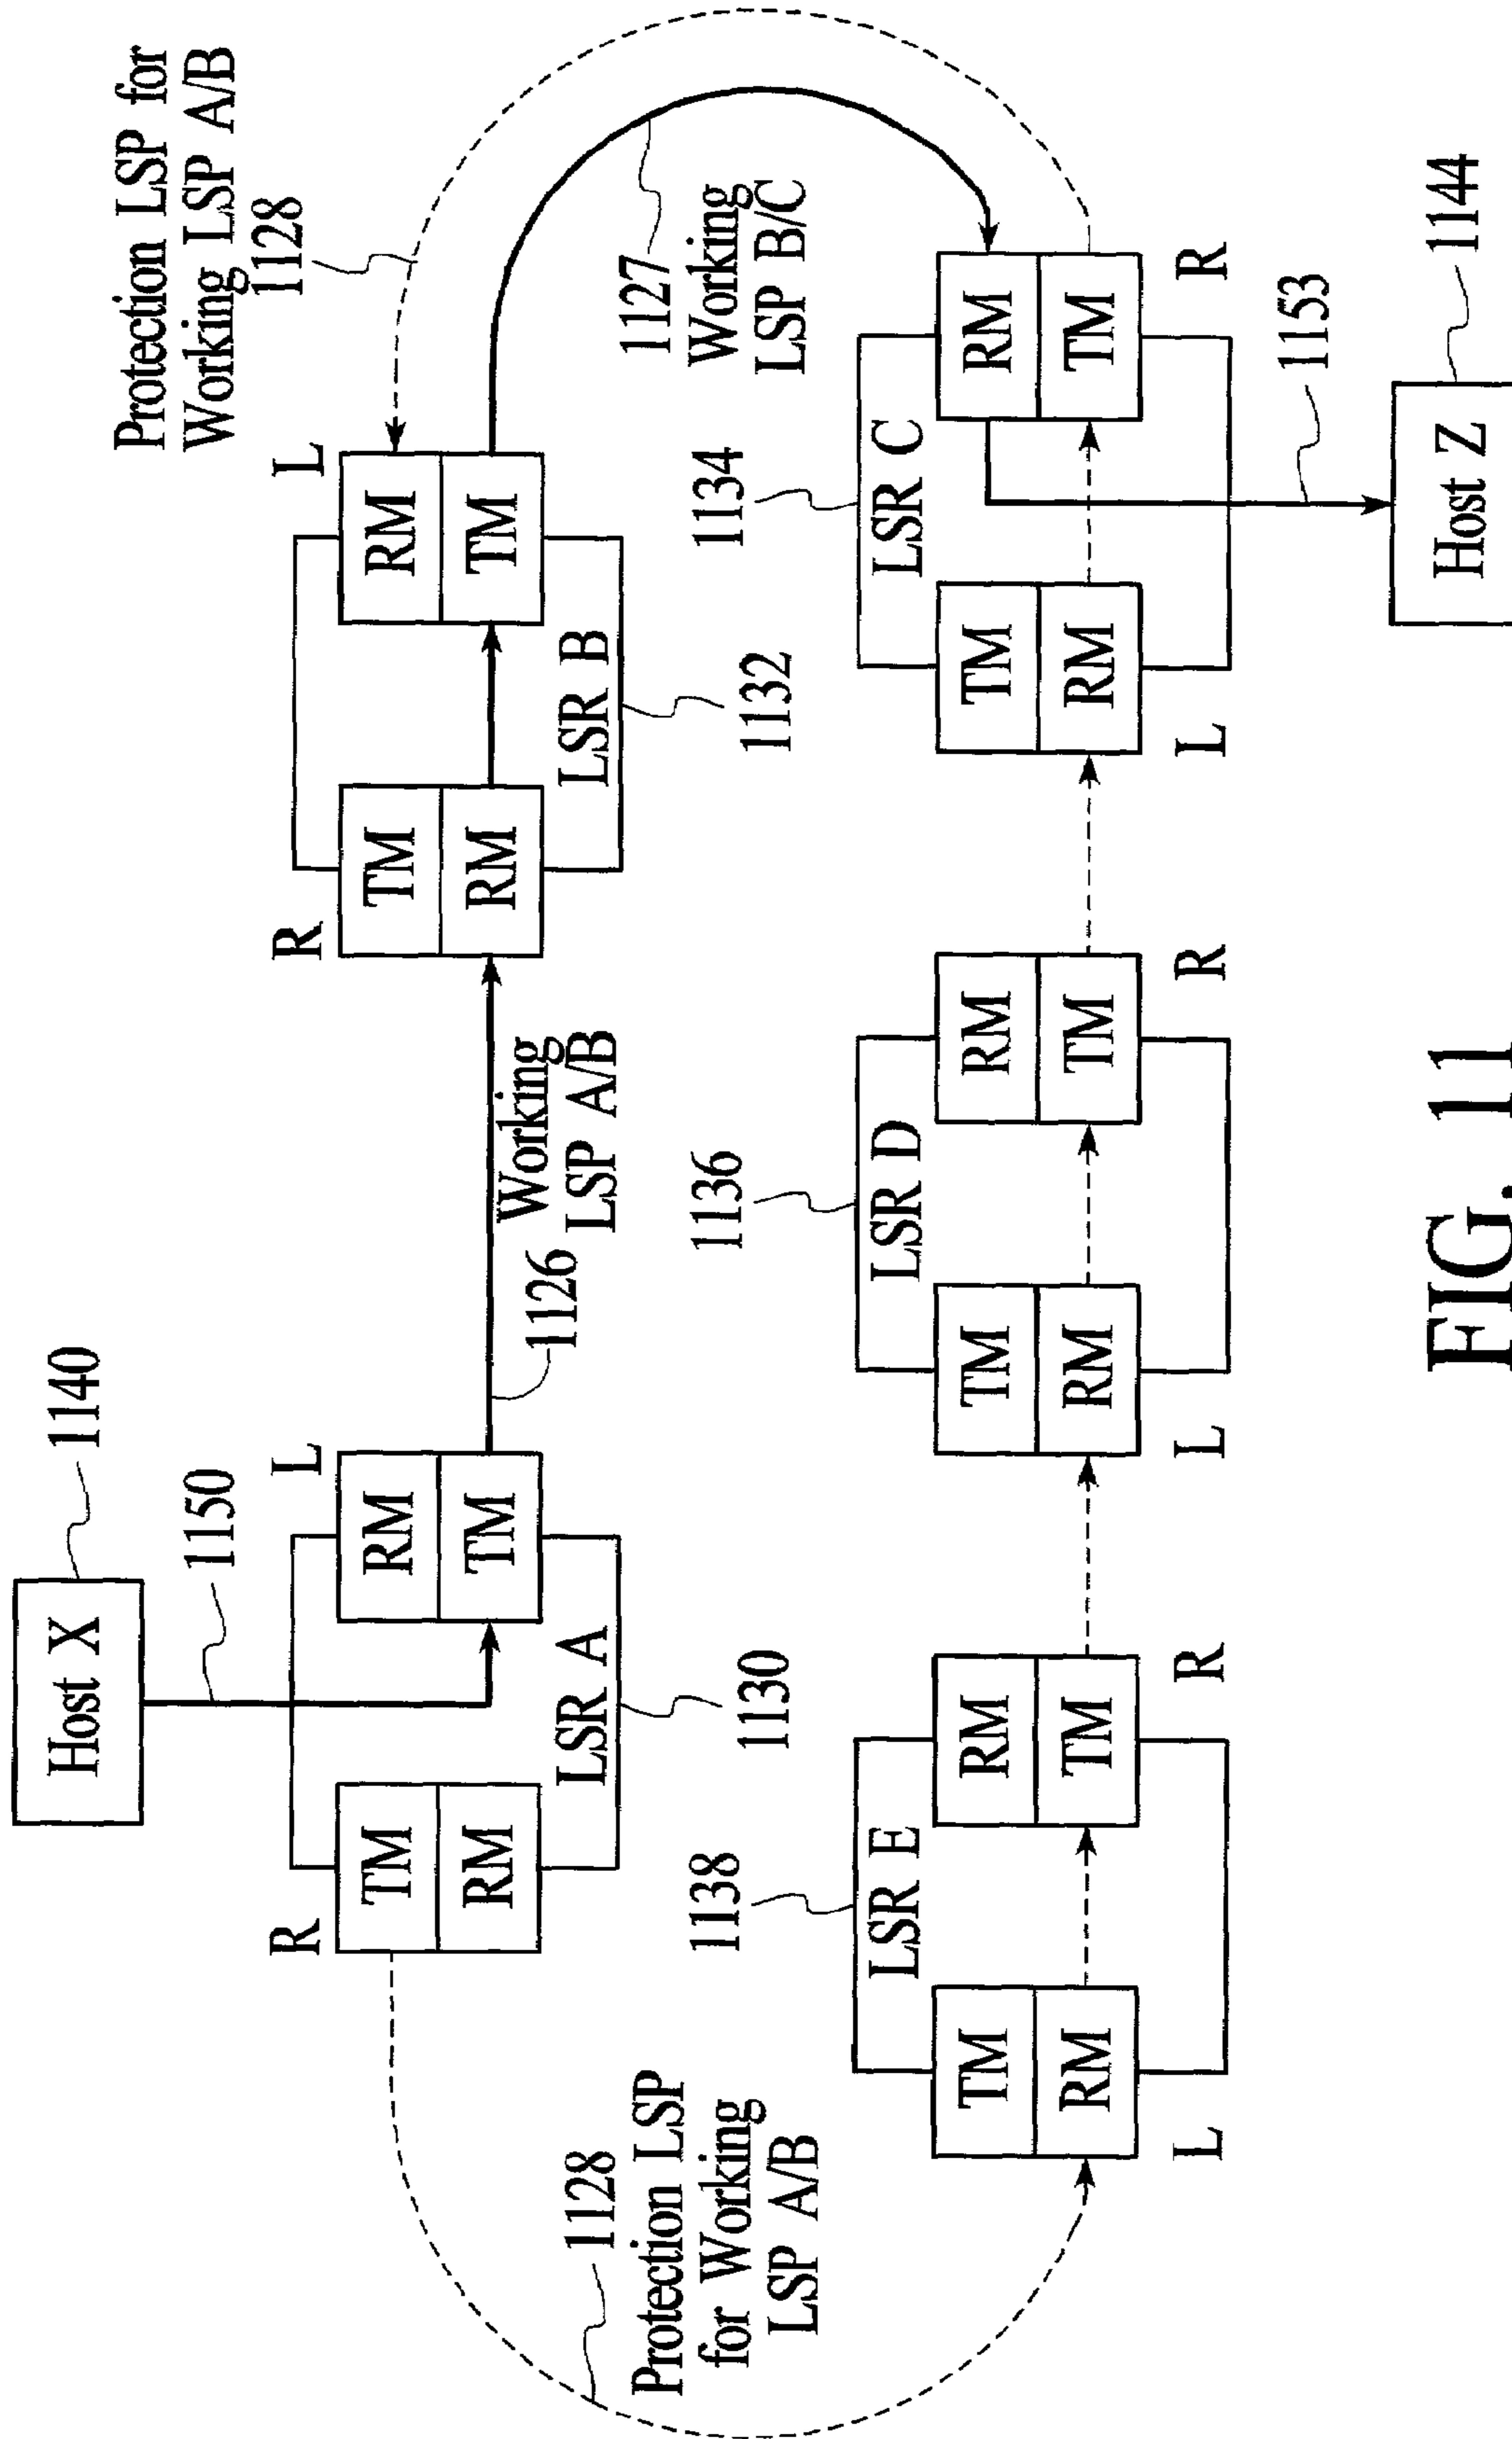 Host X
1140
1150
Protection LSP for
Working LSP A/B
1128
R
L
TM
RM
RM
TM
LSR A
1130
1126
Working
LSP A/B
R
L
TM
RM
RM
TM
LSR B
1132
1127
Working
LSP B/C
1128
Protection LSP
for Working
LSP A/B
1138
LSR E
TM
RM
RM
TM
L
R
1136
LSR D
TM
RM
RM
TM
L
R
1134
LSR C
TM
RM
RM
TM
L
R
1153
Host Z
1144
FIG. 11